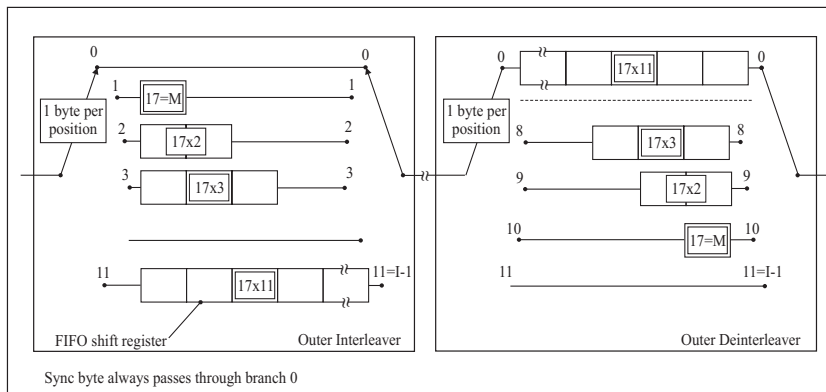 0
0
1
17=M
1
1 byte per
position
2
17x2
2
3
17x3
3
11
17x11
11=I-1
FIFO shift register
Outer Interleaver
0
17x11
0
1 byte per
position
8
17x3
8
9
17x2
9
10
17=M
10
11
11=I-1
Outer Deinterleaver
Sync byte always passes through branch 0